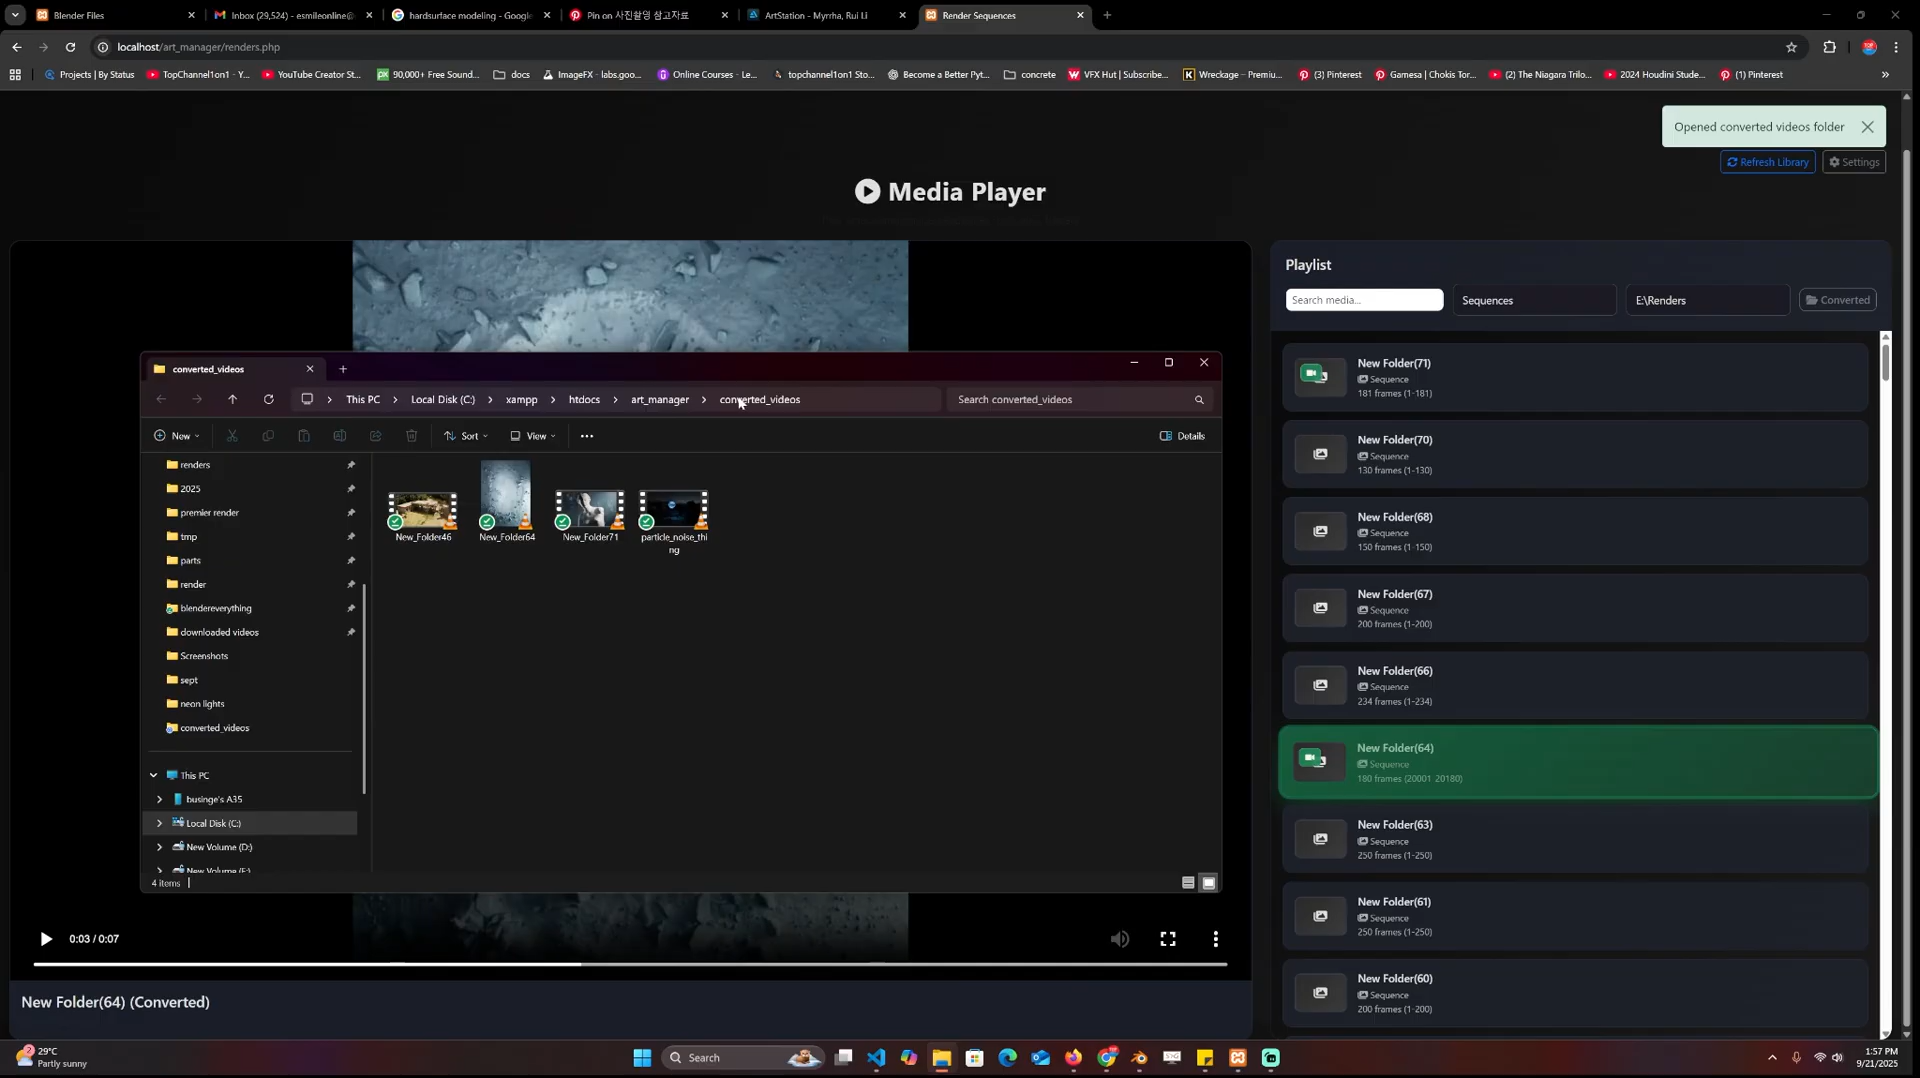 Blender Files
Inbox (29,524) - esmileonline@
hardsurface modeling - Google
Pin on 사진촬영 참고자료
ArtStation - Myrrha, Rui Li
Render Sequences
localhost/art_manager/renders.php
Projects | By Status
TopChannel1on1 - Y...
YouTube Creator St...
90,000+ Free Sound...
docs
ImageFX - labs.goo...
Online Courses - Le...
topchannel1on1 Sto...
Become a Better Pyt...
concrete
VFX Hut | Subscribe...
Wreckage – Premiu...
(3) Pinterest
Gamesa | Chokis Tor...
(2) The Niagara Trilo...
2024 Houdini Stude...
(1) Pinterest
Opened converted videos folder
Refresh Library
Settings
Media Player
Playlist
Search media...
Sequences
E:\Renders
Converted
New Folder(71)
Sequence
181 frames (1-181)
New Folder(70)
Sequence
130 frames (1-130)
New Folder(68)
Sequence
150 frames (1-150)
New Folder(67)
Sequence
200 frames (1-200)
New Folder(66)
Sequence
234 frames (1-234)
New Folder(64)
Sequence
180 frames (20001-20180)
New Folder(63)
Sequence
250 frames (1-250)
New Folder(61)
Sequence
250 frames (1-250)
New Folder(60)
Sequence
200 frames (1-200)
converted_videos
This PC
Local Disk (C:)
xampp
htdocs
art_manager
converted_videos
Search converted_videos
New
Sort
View
Details
renders
2025
premier render
tmp
parts
render
blendereverything
downloaded videos
Screenshots
sept
neon lights
converted_videos
This PC
businge's A35
Local Disk (C:)
New Volume (D:)
New Volume (E:)
New_Folder46
New_Folder64
New_Folder71
particle_noise_thi
ng
4 items
0:03 / 0:07
New Folder(64) (Converted)
2
29°C
Partly sunny
Search
1:57 PM
9/21/2025